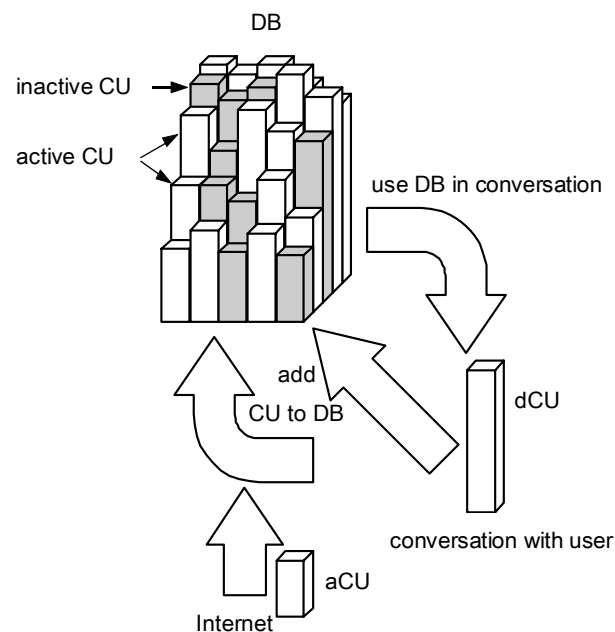 DB
inactive CU
active CU
use DB in conversation
add
CU to DB
dCU
conversation with user
aCU
Internet